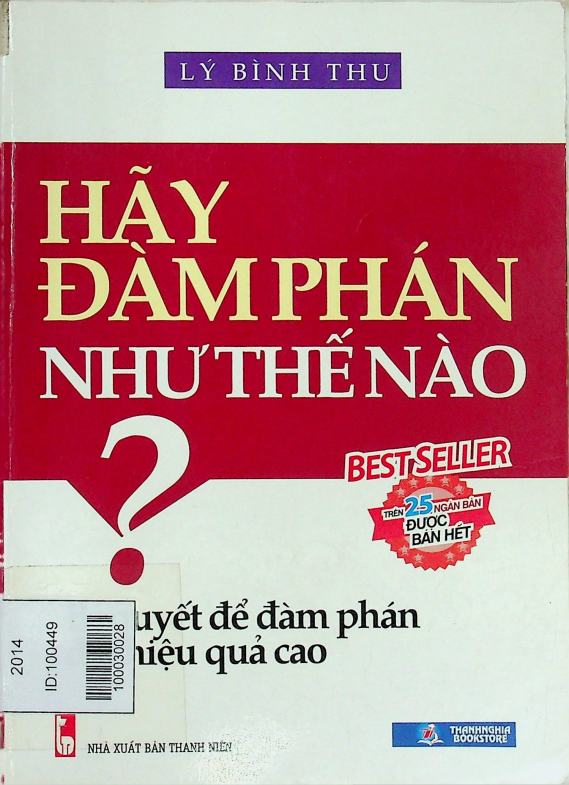 LÝ BÌNH THU
HÃY
ĐÀM PHÁN
NHƯ THẾ NÀO
?
BEST SELLER
TRÊN 25 NGÀN BẢN
ĐƯỢC
BÁN HẾT
uyết để đàm phán
hiệu quả cao
2014
ID:100449
100030028
NHÀ XUẤT BẢN THANH NIÊN
THANHNGHIA
BOOKSTORE